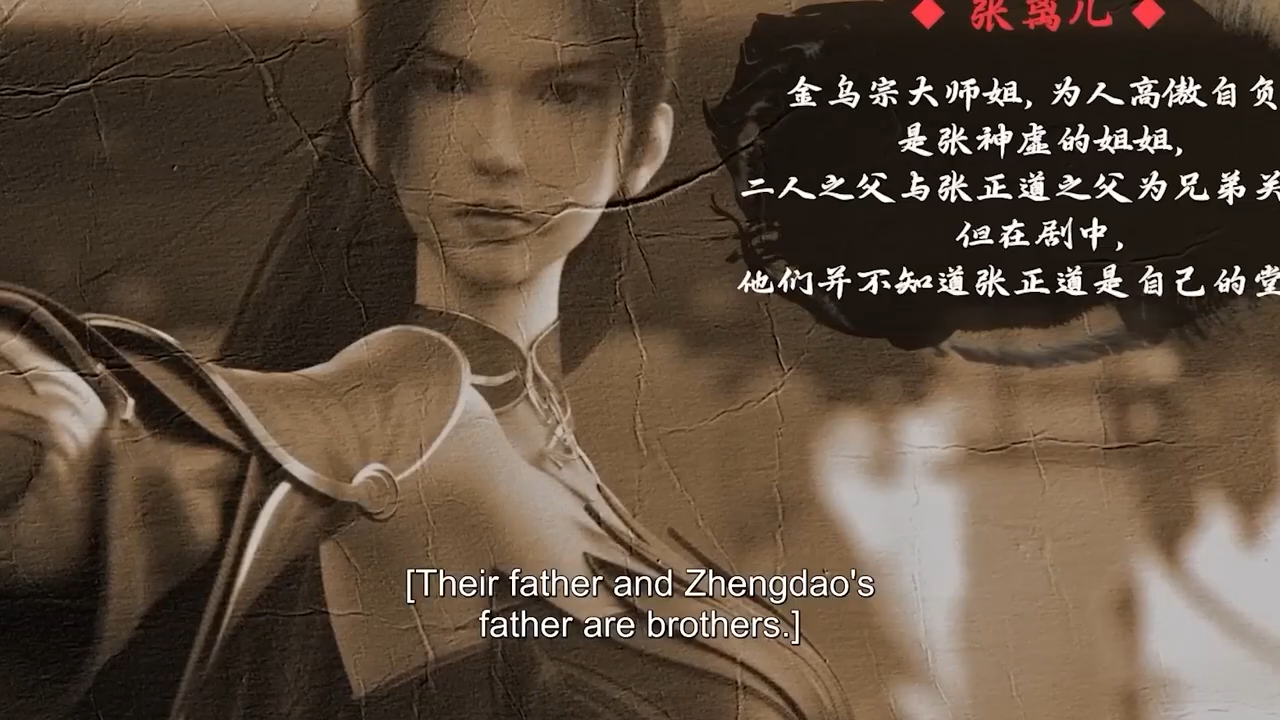 张离儿
金乌宗大师姐,为人高傲自负
是张神虚的姐姐,
二人之父与张正道之父为兄弟关
但在剧中,
他们并不知道张正道是自己的堂
[Their father and Zhengdao's
father are brothers.]